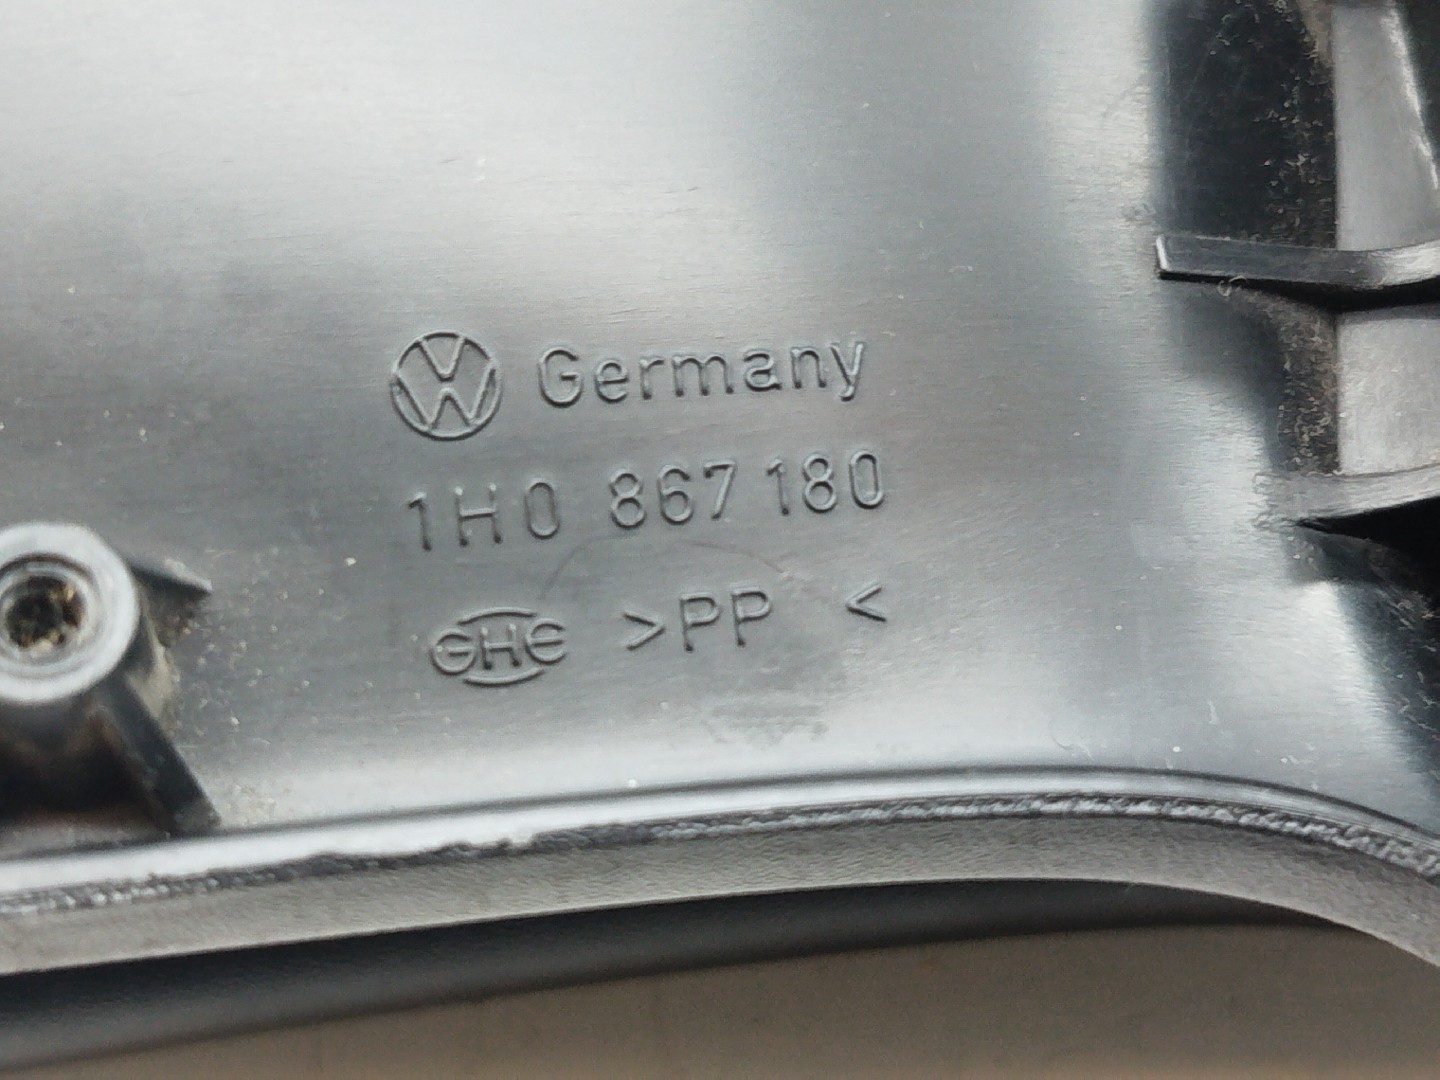 VW Germany
1H0 867 180
GHE >PP <